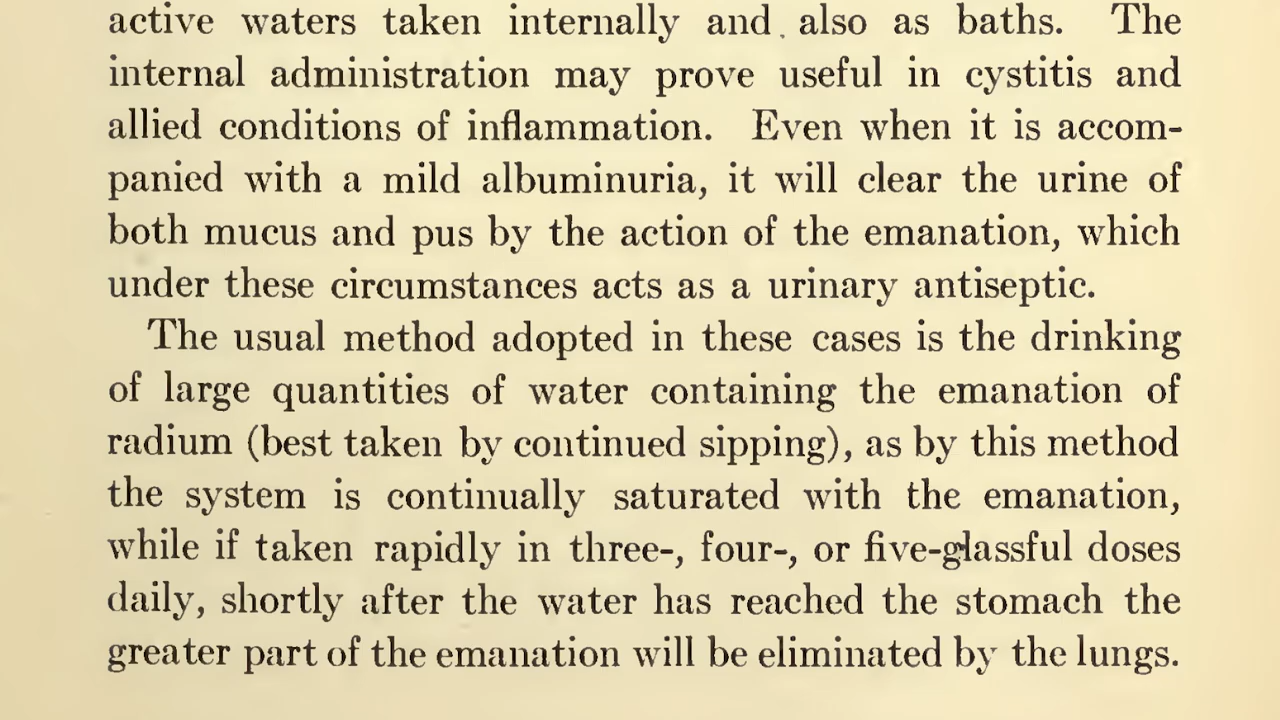 active waters taken internally and also as baths. The
internal administration may prove useful in cystitis and
allied conditions of inflammation. Even when it is accom-
panied with a mild albuminuria, it will clear the urine of
both mucus and pus by the action of the emanation, which
under these circumstances acts as a urinary antiseptic.
The usual method adopted in these cases is the drinking
of large quantities of water containing the emanation of
radium (best taken by continued sipping), as by this method
the system is continually saturated with the emanation,
while if taken rapidly in three-, four-, or five-glassful doses
daily, shortly after the water has reached the stomach the
greater part of the emanation will be eliminated by the lungs.